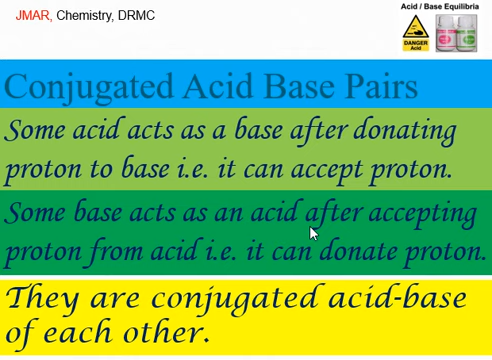 JMAR, Chemistry, DRMC
Acid / Base Equilibria
DANGER
Acid
Conjugated Acid Base Pairs
Some acid acts as a base after donating
proton to base i.e. it can accept proton.
Some base acts as an acid after accepting
proton from acid i.e. it can donate proton.
They are conjugated acid-base
of each other.